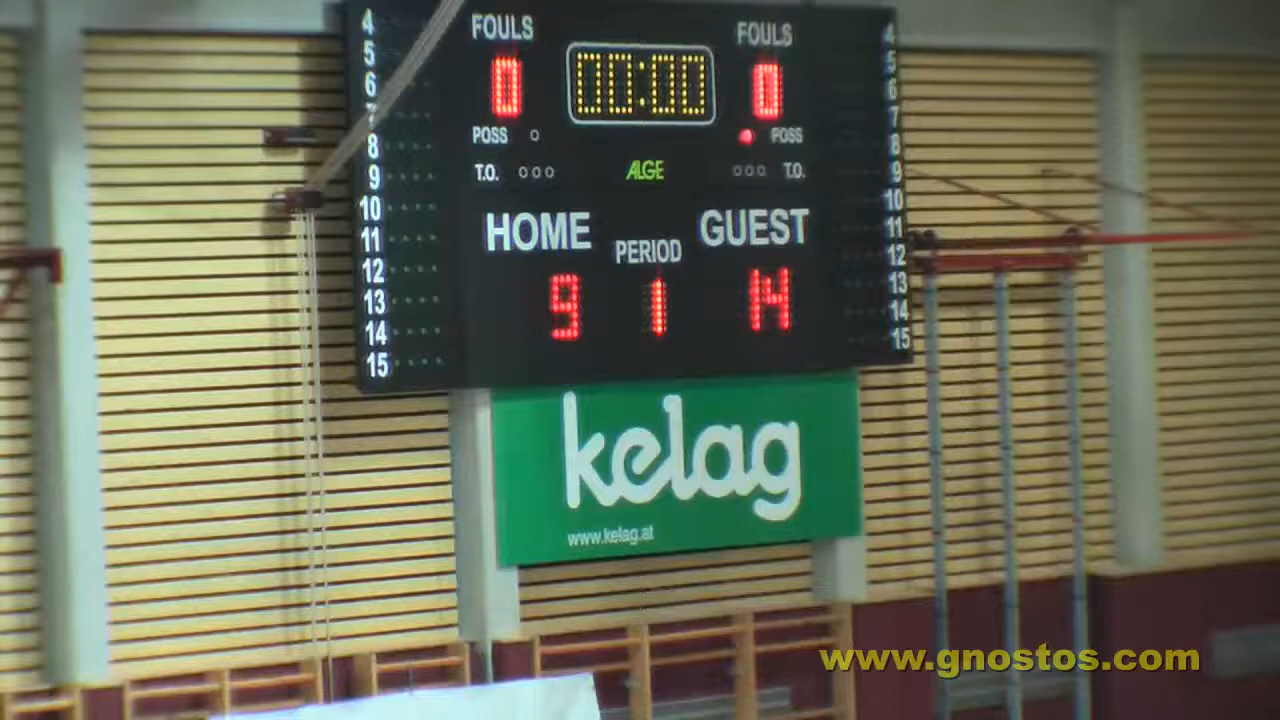 FOULS FOULS
0 00:00 0
POSS POSS
T.O. ALGE T.O.
HOME PERIOD GUEST
9 1 14
4
5
6
7
8
9
10
11
12
13
14
15
4
5
6
7
8
9
10
11
12
13
14
15
kelag
www.kelag.at
www.gnostos.com